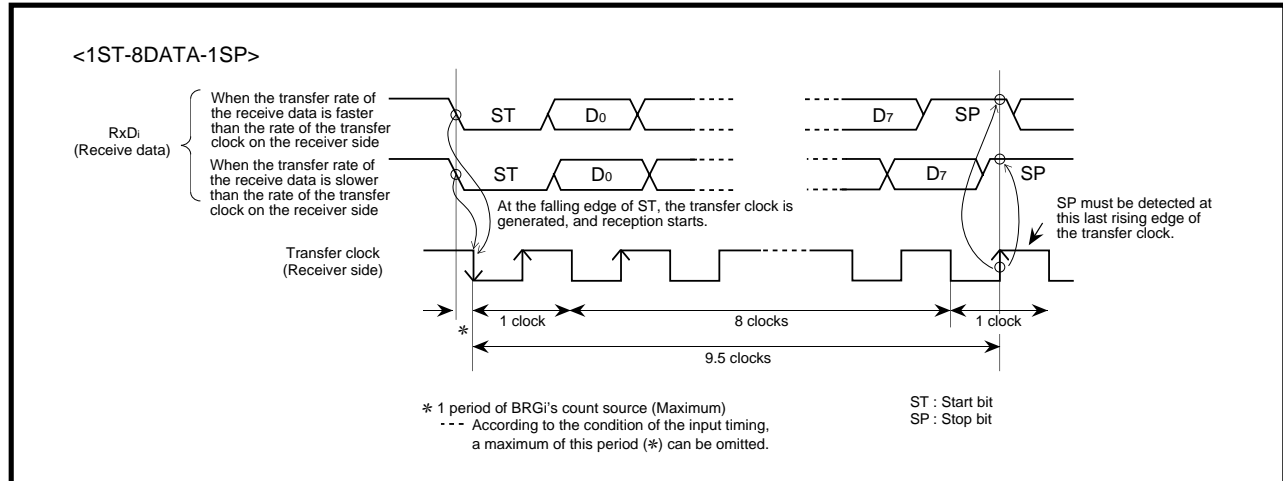 <1ST-8DATA-1SP>
RxDi
(Receive data)
When the transfer rate of
the receive data is faster
than the rate of the transfer
clock on the receiver side
When the transfer rate of
the receive data is slower
than the rate of the transfer
clock on the receiver side
ST D0 D7 SP
ST D0 D7 SP
At the falling edge of ST, the transfer clock is
generated, and reception starts.
SP must be detected at
this last rising edge of
the transfer clock.
Transfer clock
(Receiver side)
* 1 clock 8 clocks 1 clock
9.5 clocks
* 1 period of BRGi's count source (Maximum)
---- According to the condition of the input timing,
a maximum of this period (*) can be omitted.
ST : Start bit
SP : Stop bit